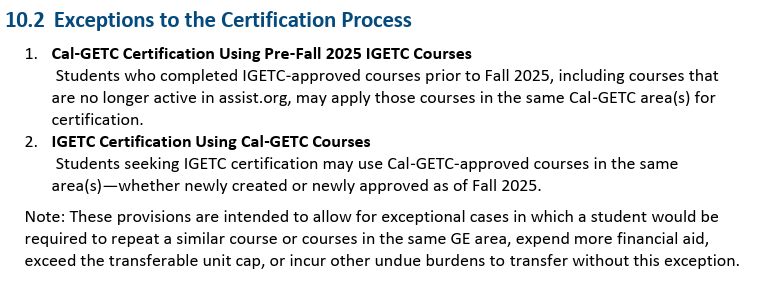 10.2 Exceptions to the Certification Process
1. Cal-GETC Certification Using Pre-Fall 2025 IGETC Courses
Students who completed IGETC-approved courses prior to Fall 2025, including courses that
are no longer active in assist.org, may apply those courses in the same Cal-GETC area(s) for
certification.
2. IGETC Certification Using Cal-GETC Courses
Students seeking IGETC certification may use Cal-GETC-approved courses in the same
area(s)—whether newly created or newly approved as of Fall 2025.
Note: These provisions are intended to allow for exceptional cases in which a student would be
required to repeat a similar course or courses in the same GE area, expend more financial aid,
exceed the transferable unit cap, or incur other undue burdens to transfer without this exception.